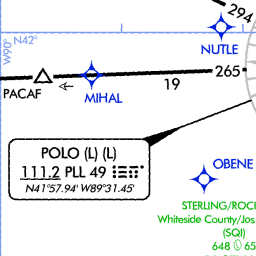 294
W90°
N42°
NUTLE
265
19
PACAF
MIHAL
POLO (L) (L)
111.2 PLL 49
N41°57.94' W89°31.45'
OBENE
STERLING/ROCK
Whiteside County/Jos
(SQI)
648